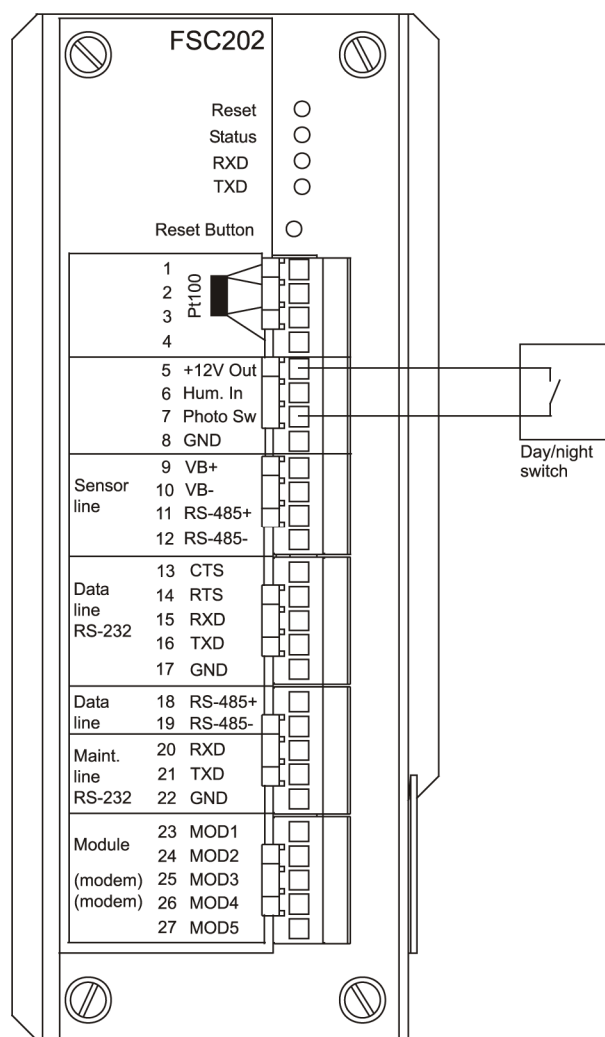 FSC202
Reset
Status
RXD
TXD
Reset Button
1
2
3
4
Pt100
5 +12V Out
6 Hum. In
7 Photo Sw
8 GND
Day/night
switch
Sensor
line
9 VB+
10 VB-
11 RS-485+
12 RS-485-
Data
line
RS-232
13 CTS
14 RTS
15 RXD
16 TXD
17 GND
Data
line
18 RS-485+
19 RS-485-
Maint.
line
RS-232
20 RXD
21 TXD
22 GND
Module
(modem)
(modem)
23 MOD1
24 MOD2
25 MOD3
26 MOD4
27 MOD5